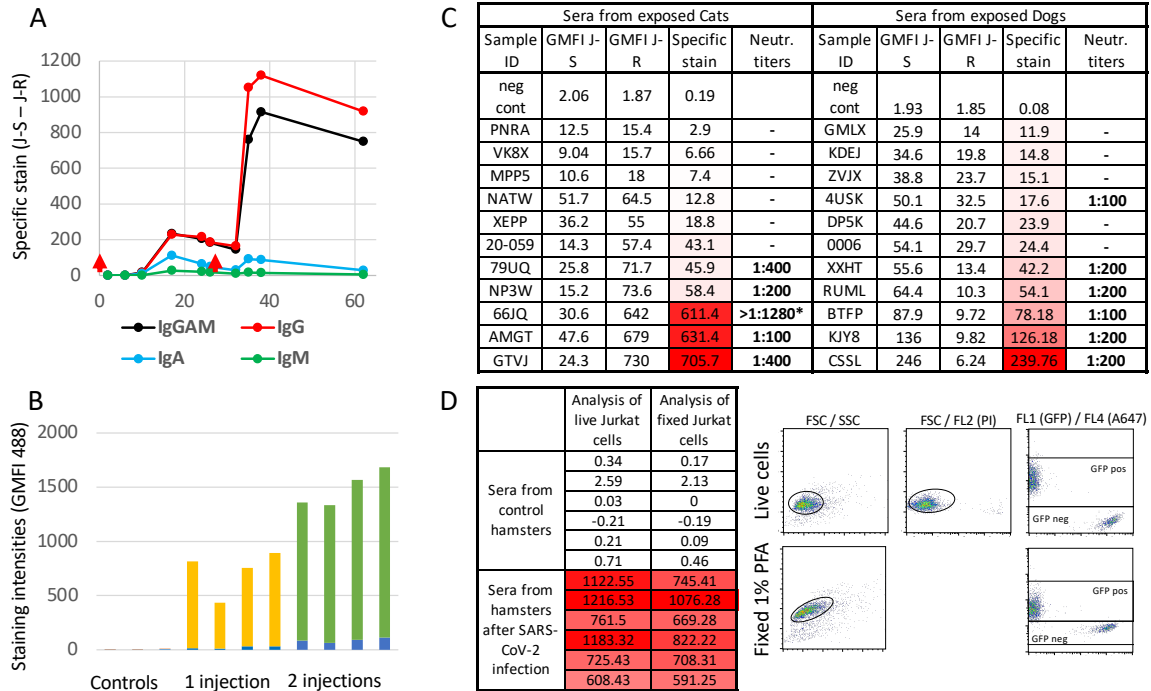 A
Specific stain (J-S – J-R)
1200
1000
800
600
400
200
0
0 20 40 60
IgGAM IgG
IgA IgM
B
Staining intensities (GMFI 488)
2000
1500
1000
500
0
Controls 1 injection 2 injections
C
Sera from exposed Cats Sera from exposed Dogs
Sample ID GMFI J-S GMFI J-R Specific stain Neutr. titers Sample ID GMFI J-S GMFI J-R Specific stain Neutr. titers
neg cont 2.06 1.87 0.19 neg cont 1.93 1.85 0.08
PNRA 12.5 15.4 2.9 - GMLX 25.9 14 11.9 -
VK8X 9.04 15.7 6.66 - KDEJ 34.6 19.8 14.8 -
MPP5 10.6 18 7.4 - ZVJX 38.8 23.7 15.1 -
NATW 51.7 64.5 12.8 - 4USK 50.1 32.5 17.6 1:100
XEPP 36.2 55 18.8 - DP5K 44.6 20.7 23.9 -
20-059 14.3 57.4 43.1 - 0006 54.1 29.7 24.4 -
79UQ 25.8 71.7 45.9 1:400 XXHT 55.6 13.4 42.2 1:200
NP3W 15.2 73.6 58.4 1:200 RUML 64.4 10.3 54.1 1:200
66JQ 30.6 642 611.4 >1:1280* BTFP 87.9 9.72 78.18 1:100
AMGT 47.6 679 631.4 1:100 KJY8 136 9.82 126.18 1:200
GTVJ 24.3 730 705.7 1:400 CSSL 246 6.24 239.76 1:200
D
Analysis of live Jurkat cells Analysis of fixed Jurkat cells
Sera from control hamsters
0.34 0.17
2.59 2.13
0.03 0
-0.21 -0.19
0.21 0.09
0.71 0.46
Sera from hamsters after SARS-CoV-2 infection
1122.55 745.41
1216.53 1076.28
761.5 669.28
1183.32 822.22
725.43 708.31
608.43 591.25
FSC / SSC FSC / FL2 (PI) FL1 (GFP) / FL4 (A647)
Live cells
GFP pos
GFP neg
Fixed 1% PFA
GFP pos
GFP neg